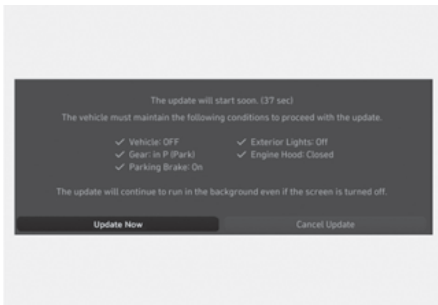 The update will start soon. (37 sec)
The vehicle must maintain the following conditions to proceed with the update.
✓ Vehicle: OFF
✓ Gear: in P (Park)
✓ Parking Brake: On
✓ Exterior Lights: Off
✓ Engine Hood: Closed
The update will continue to run in the background even if the screen is turned off.
Update Now
Cancel Update